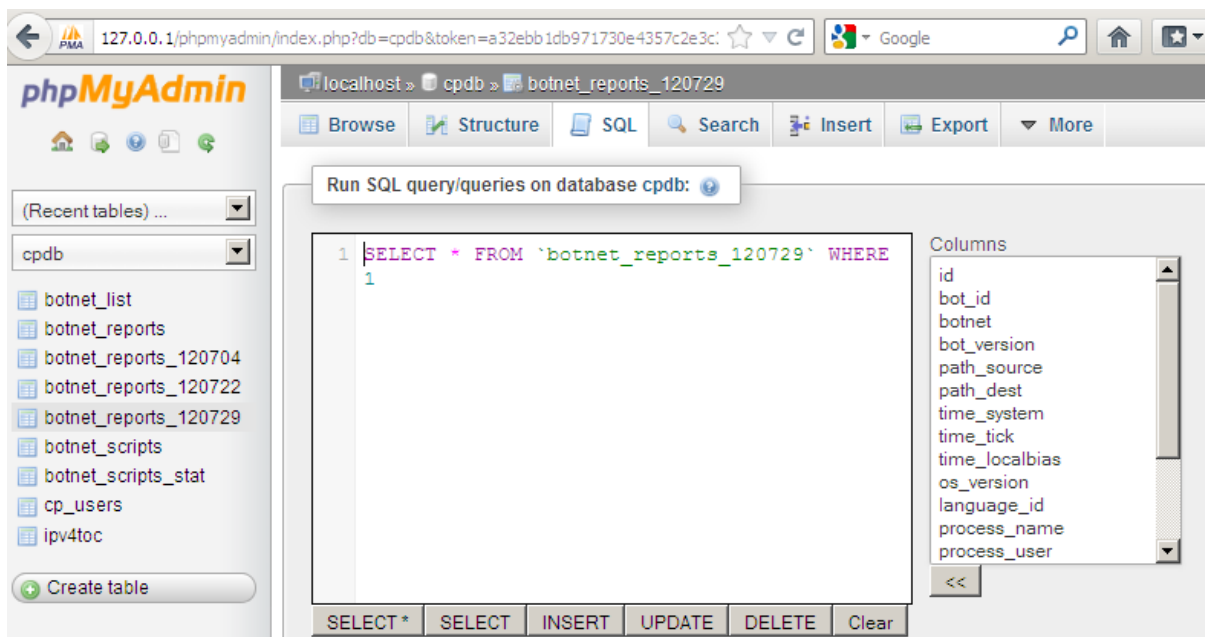 PMA 127.0.0.1/phpmyadmin/index.php?db=cpdb&token=a32ebb1db971730e4357c2e3c: Google
phpMyAdmin
localhost » cpdb » botnet_reports_120729
Browse Structure SQL Search Insert Export More
Run SQL query/queries on database cpdb:
(Recent tables) ...
cpdb
botnet_list
botnet_reports
botnet_reports_120704
botnet_reports_120722
botnet_reports_120729
botnet_scripts
botnet_scripts_stat
cp_users
ipv4toc
Create table
1 SELECT * FROM `botnet_reports_120729` WHERE
1
Columns
id
bot_id
botnet
bot_version
path_source
path_dest
time_system
time_tick
time_localbias
os_version
language_id
process_name
process_user
<<
SELECT * SELECT INSERT UPDATE DELETE Clear